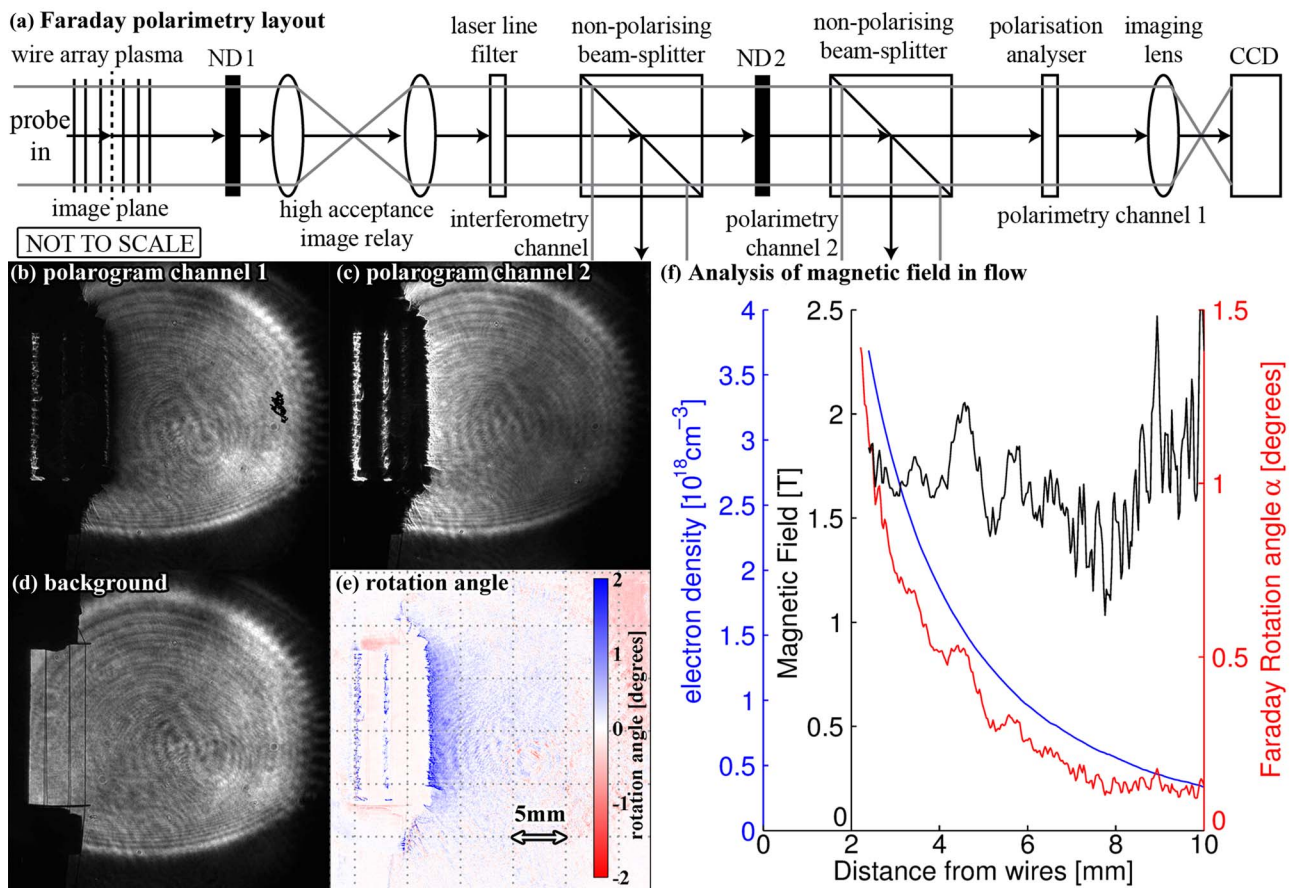 (a) Faraday polarimetry layout
wire array plasma
ND 1
laser line
filter
non-polarising
beam-splitter
ND 2
non-polarising
beam-splitter
polarisation
analyser
imaging
lens
CCD
probe
in
image plane
NOT TO SCALE
high acceptance
image relay
interferometry
channel
polarimetry
channel 2
polarimetry channel 1
(b) polarogram channel 1
(c) polarogram channel 2
(d) background
(e) rotation angle
2
1
0
-1
-2
rotation angle [degrees]
5mm
(f) Analysis of magnetic field in flow
electron density [10¹⁸cm⁻³]
4
3.5
3
2.5
2
1.5
1
0.5
0
Magnetic Field [T]
2.5
2
1.5
1
0.5
0
Faraday Rotation angle α [degrees]
1.5
1
0.5
0
0
2
4
6
8
10
Distance from wires [mm]